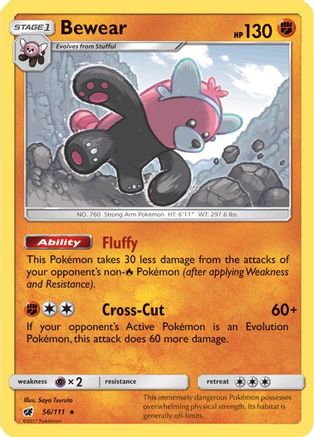 STAGE1
Bewear
HP 130
Evolves from Stufful
NO. 760 Strong Arm Pokémon HT: 6'11" WT: 297.6 lbs.
Ability Fluffy
This Pokémon takes 30 less damage from the attacks of
your opponent's non- Pokémon (after applying Weakness
and Resistance).
Cross-Cut 60+
If your opponent's Active Pokémon is an Evolution
Pokémon, this attack does 60 more damage.
weakness ×2 resistance retreat
Illus. Sayo Tsuruta
56/111 ★
©2017 Pokémon
This immensely dangerous Pokémon possesses
overwhelming physical strength. Its habitat is
generally off-limits.